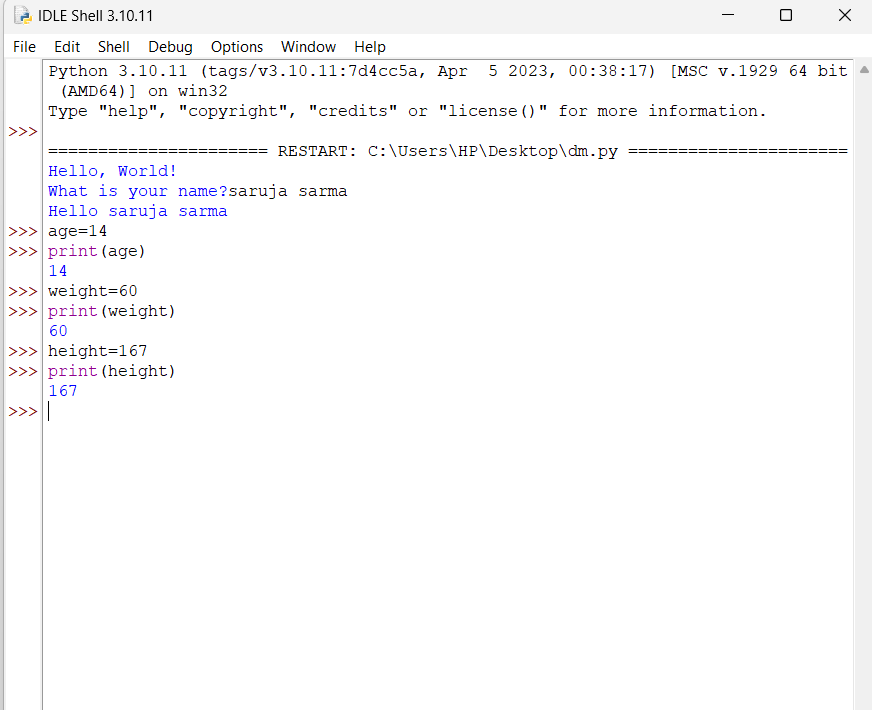 IDLE Shell 3.10.11
File Edit Shell Debug Options Window Help
Python 3.10.11 (tags/v3.10.11:7d4cc5a, Apr  5 2023, 00:38:17) [MSC v.1929 64 bit
 (AMD64)] on win32
Type "help", "copyright", "credits" or "license()" for more information.
>>>
====================== RESTART: C:\Users\HP\Desktop\dm.py ======================
Hello, World!
What is your name?saruja sarma
Hello saruja sarma
>>> age=14
>>> print(age)
14
>>> weight=60
>>> print(weight)
60
>>> height=167
>>> print(height)
167
>>>